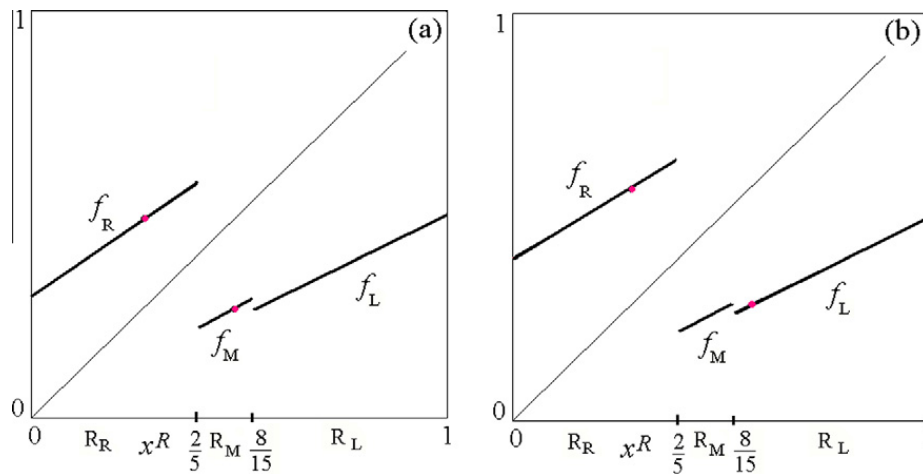 1
(a)
f_R
f_L
f_M
0
0 R_R x^R 2/5 R_M 8/15 R_L 1
1
(b)
f_R
f_L
f_M
0
0 R_R x^R 2/5 R_M 8/15 R_L